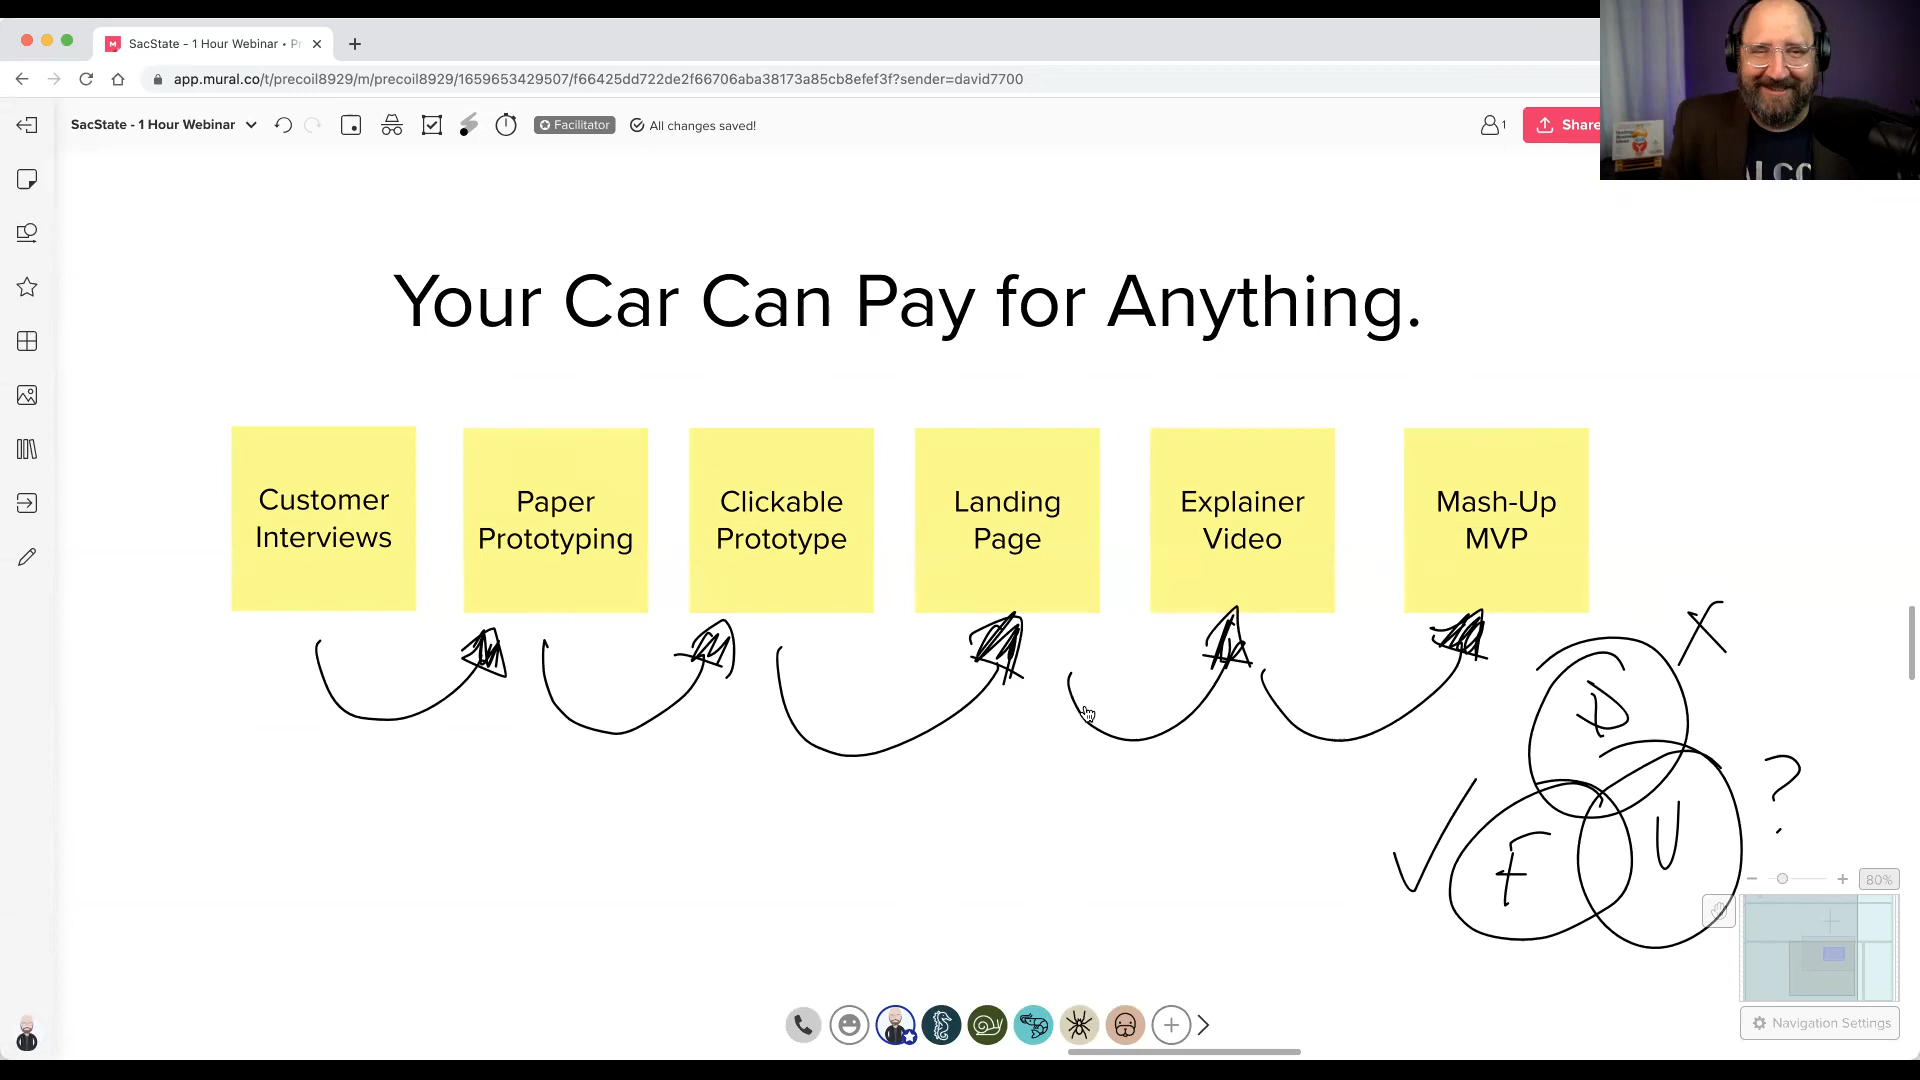 SacState - 1 Hour Webinar • Pr
app.mural.co/t/precoil8929/m/precoil8929/1659653429507/f66425dd722de2f66706aba38173a85cb8efef3f?sender=david7700
SacState - 1 Hour Webinar
Facilitator
All changes saved!
1
Share
Your Car Can Pay for Anything.
Customer
Interviews
Paper
Prototyping
Clickable
Prototype
Landing
Page
Explainer
Video
Mash-Up
MVP
X
D
?
F
U
80%
Navigation Settings